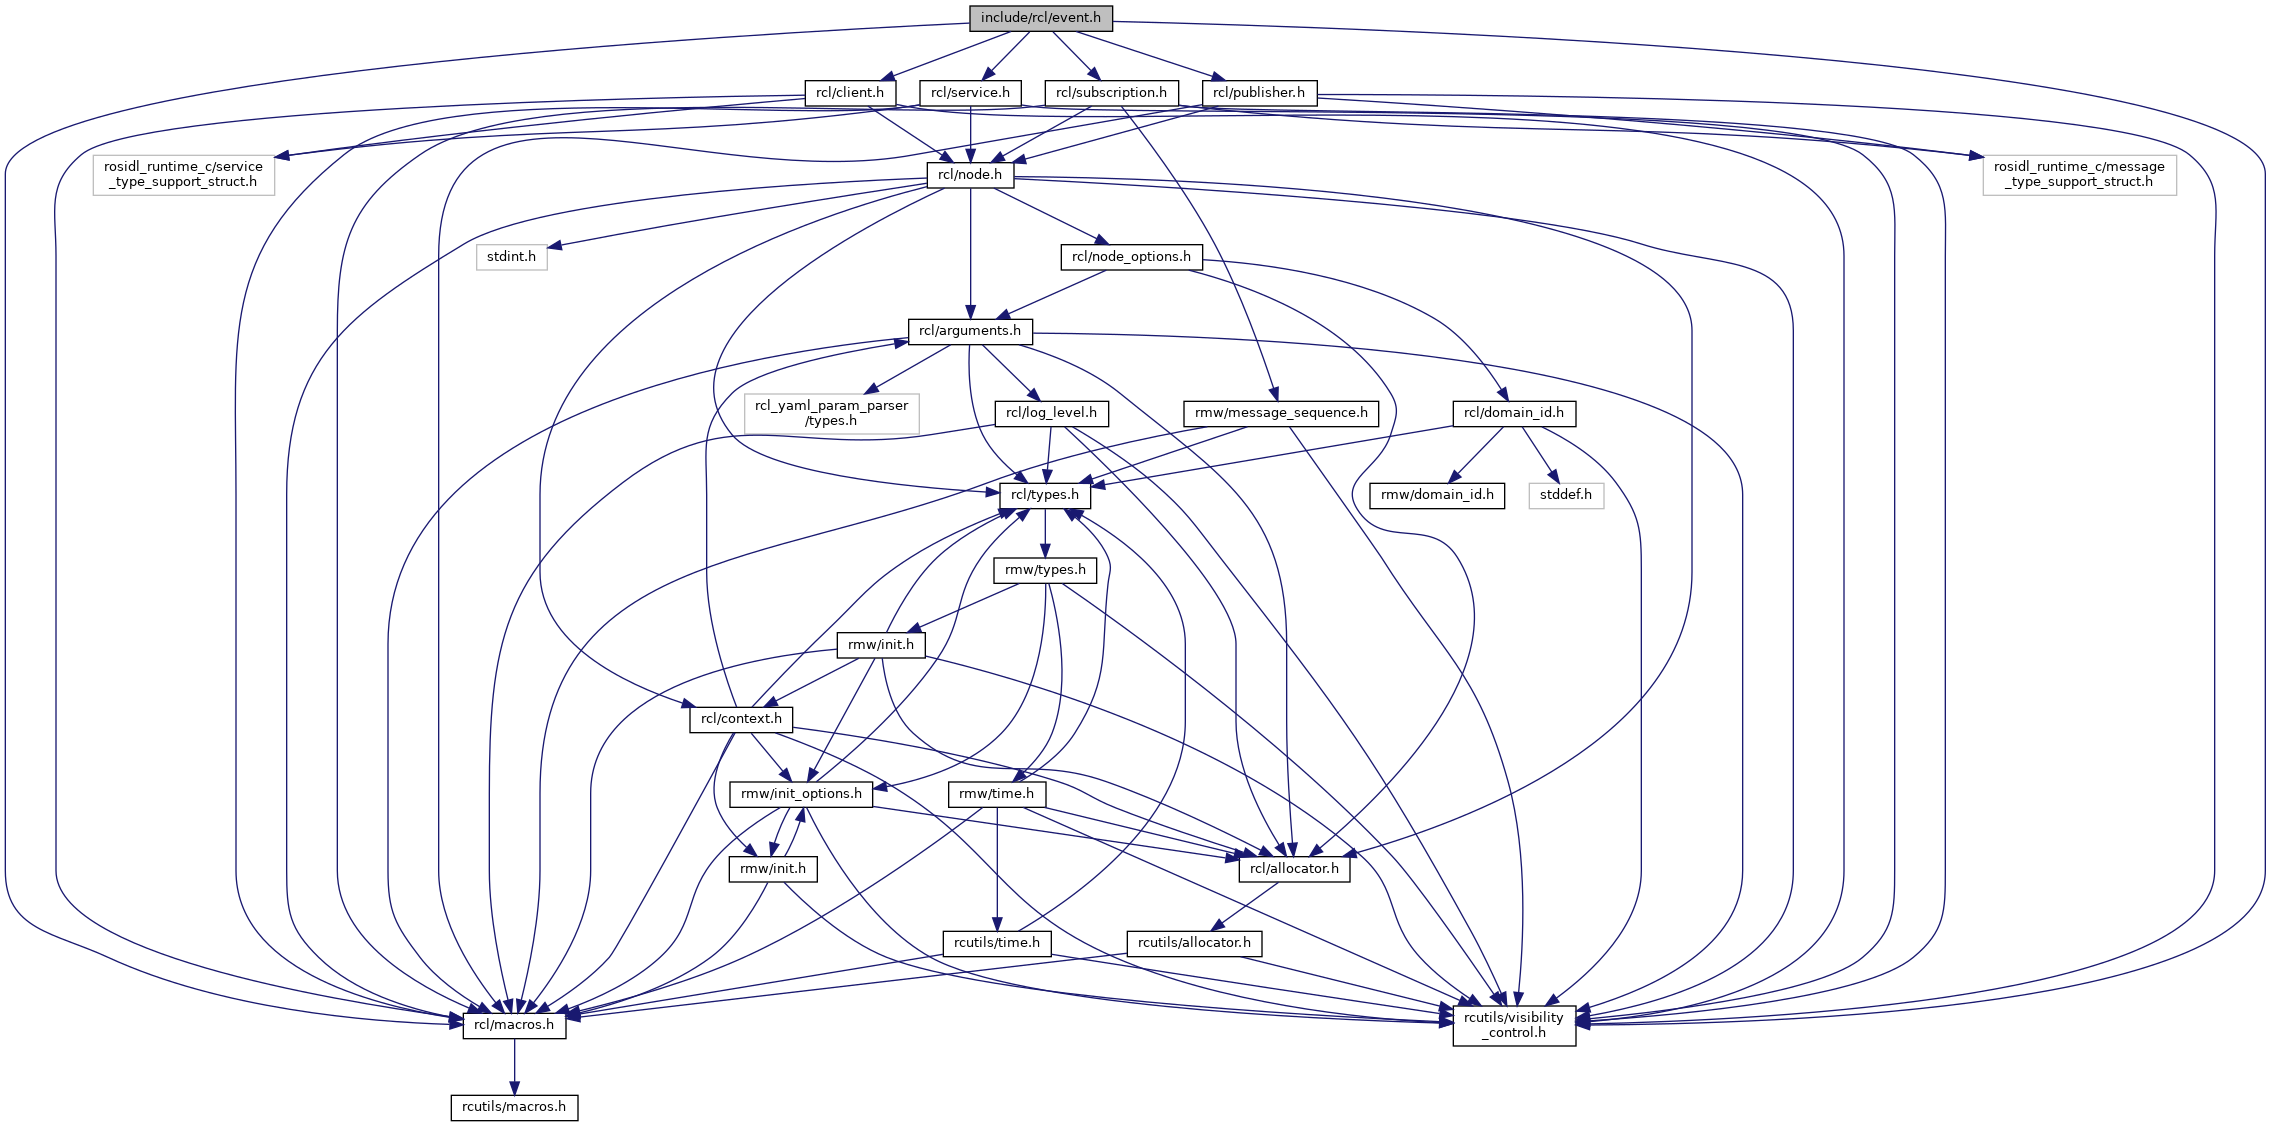 include/rcl/event.h
rcl/client.h
rcl/service.h
rcl/subscription.h
rcl/publisher.h
rosidl_runtime_c/service
_type_support_struct.h
rcl/node.h
rosidl_runtime_c/message
_type_support_struct.h
stdint.h
rcl/node_options.h
rcl/arguments.h
rcl_yaml_param_parser
/types.h
rcl/log_level.h
rmw/message_sequence.h
rcl/domain_id.h
rcl/types.h
rmw/domain_id.h
stddef.h
rmw/types.h
rmw/init.h
rcl/context.h
rmw/init_options.h
rmw/time.h
rmw/init.h
rcl/allocator.h
rcutils/time.h
rcutils/allocator.h
rcl/macros.h
rcutils/visibility
_control.h
rcutils/macros.h